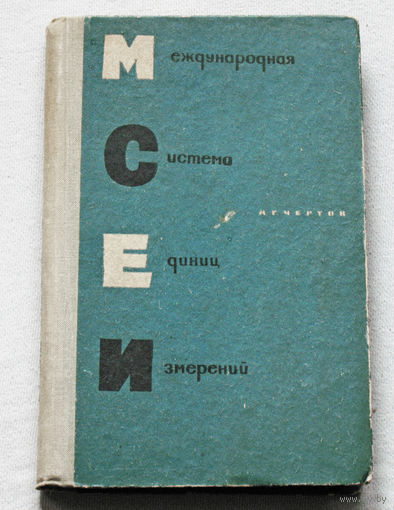 Международная
Система
А. Г. ЧЕРТОВ
Единиц
Измерений